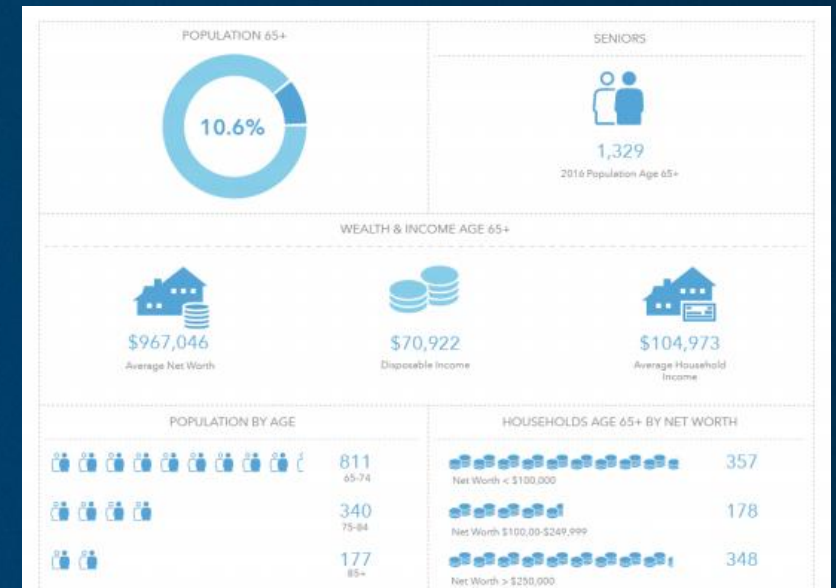 POPULATION 65+
10.6%
SENIORS
1,329
2016 Population Age 65+
WEALTH & INCOME AGE 65+
$967,046
Average Net Worth
$70,922
Disposable Income
$104,973
Average Household
Income
POPULATION BY AGE
811
65-74
340
75-84
177
85+
HOUSEHOLDS AGE 65+ BY NET WORTH
357
Net Worth < $100,000
178
Net Worth $100,00-$249,999
348
Net Worth > $250,000